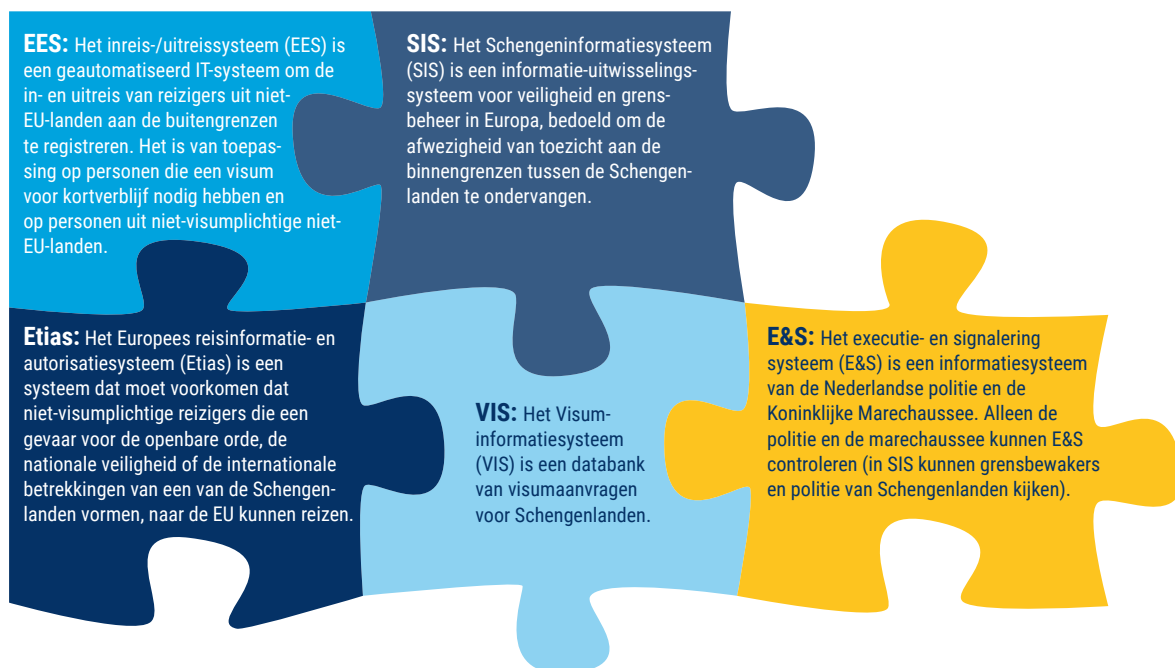 EES: Het inreis-/uitreissysteem (EES) is
een geautomatiseerd IT-systeem om de
in- en uitreis van reizigers uit niet-
EU-landen aan de buitengrenzen
te registreren. Het is van toepas-
sing op personen die een visum
voor kortverblijf nodig hebben en
op personen uit niet-visumplichtige niet-
EU-landen.
SIS: Het Schengeninformatiesysteem
(SIS) is een informatie-uitwisselings-
systeem voor veiligheid en grens-
beheer in Europa, bedoeld om de
afwezigheid van toezicht aan de
binnengrenzen tussen de Schengen-
landen te ondervangen.
Etias: Het Europees reisinformatie- en
autorisatiesysteem (Etias) is een
systeem dat moet voorkomen dat
niet-visumplichtige reizigers die een
gevaar voor de openbare orde, de
nationale veiligheid of de internationale
betrekkingen van een van de Schengen-
landen vormen, naar de EU kunnen reizen.
VIS: Het Visum-
informatiesysteem
(VIS) is een databank
van visumaanvragen
voor Schengenlanden.
E&S: Het executie- en signalering
systeem (E&S) is een informatiesysteem
van de Nederlandse politie en de
Koninklijke Marechaussee. Alleen de
politie en de marechaussee kunnen E&S
controleren (in SIS kunnen grensbewakers
en politie van Schengenlanden kijken).